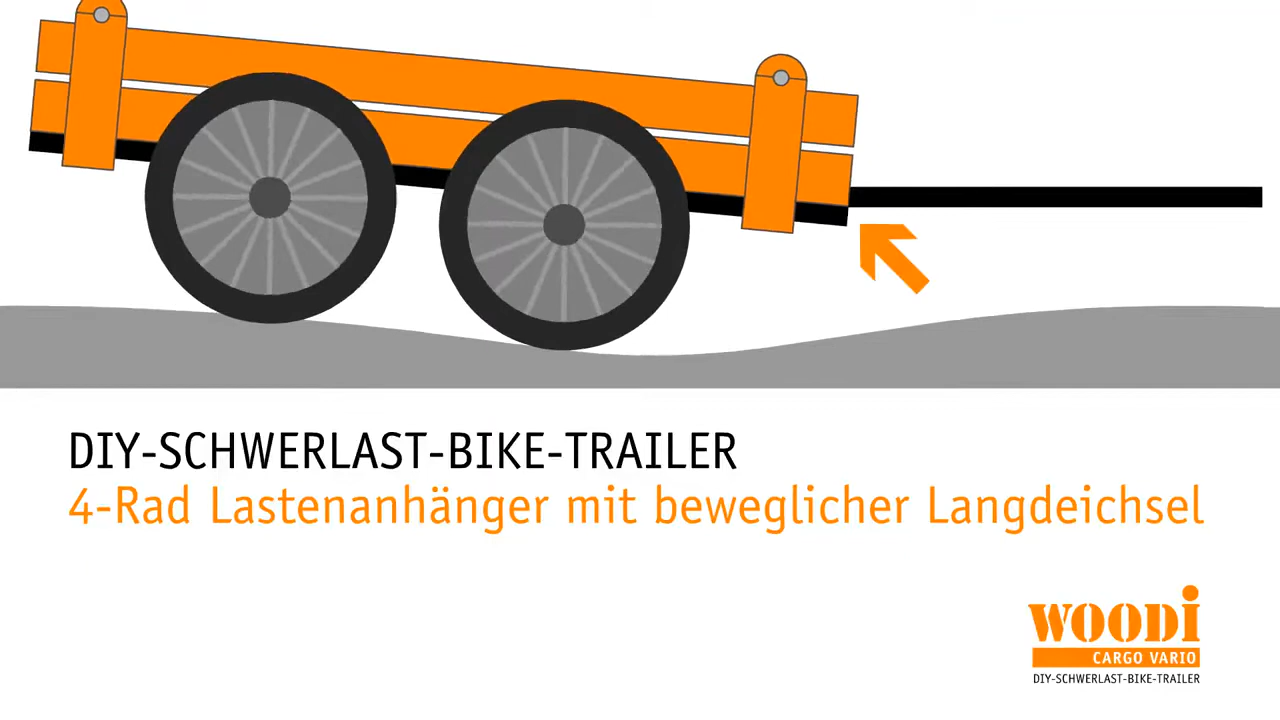 DIY-SCHWERLAST-BIKE-TRAILER
4-Rad Lastenanhänger mit beweglicher Langdeichsel
WOODi
CARGO VARIO
DIY-SCHWERLAST-BIKE-TRAILER